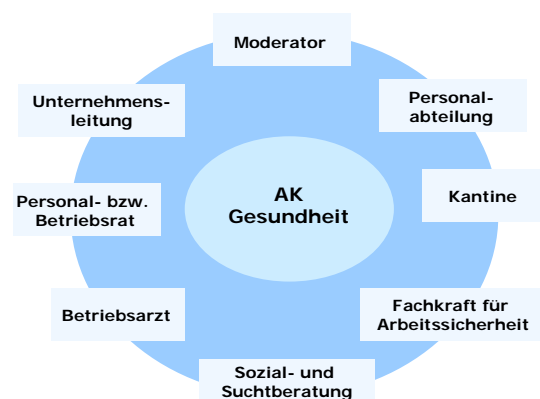 Moderator
Unternehmens-
leitung
Personal-
abteilung
Personal- bzw.
Betriebsrat
AK
Gesundheit
Kantine
Betriebsarzt
Fachkraft für
Arbeitssicherheit
Sozial- und
Suchtberatung